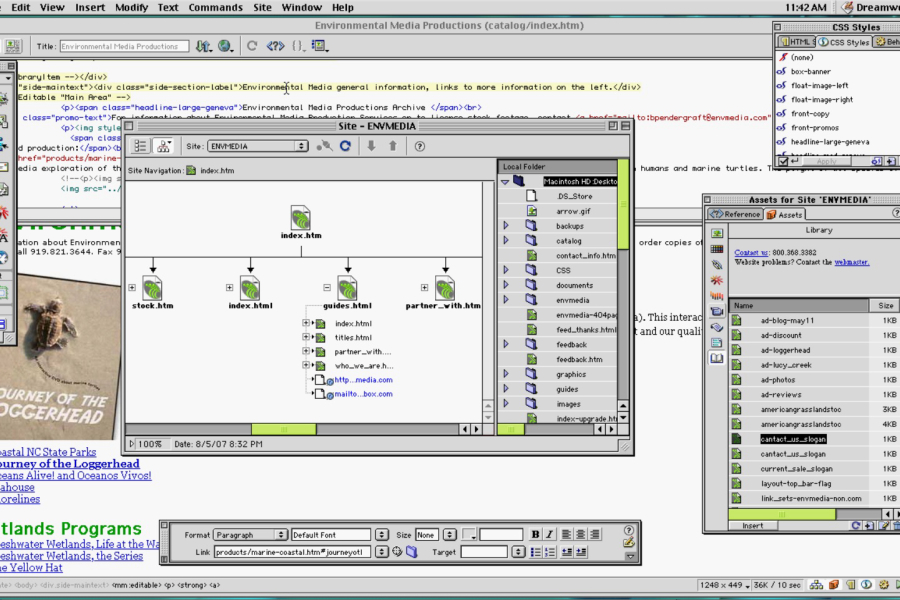 Edit View Insert Modify Text Commands Site Window Help 11:42 AM Dreamw
Environmental Media Productions (catalog/index.htm)
Title: Environmental Media Productions
braryItem --></div>
"side-maintext"><div class="side-section-label">Environmental Media general information, links to more information on the left.</div>
Editable "Main Area" -->
<p><span class="headline-large-geneva">Environmental Media Productions Archive </span><br>
class="promo-text">For information about Environmental Media Production Services or to license stock footage, contact <a href="mailto:bpendergraft@envmedia.com"
<p><img style
<span class
d production:</span><b
href="products/marine-
edia exploration of the humans and marine turtles.
<!--<p><img s
<img src="../
CSS Styles
HTML S CSS Styles Beh
(none)
box-banner
float-image-left
float-image-right
front-copy
front-promos
headline-large-geneva
Apply
Site - ENVMEDIA
Site: ENVMEDIA
Site Navigation: index.htm
index.htm
stock.htm index.html guides.html partner_with.htm
index.html
titles.html
partner_with....
who_we_are.h...
http...media.com
mailto...box.com
100% Date: 8/5/07 8:32 PM
Local Folder
Macintosh HD:Deskto
.DS_Store
arrow.gif
backups
catalog
contact_info.htm
CSS
documents
envmedia
envmedia-404pag
feed_thanks.html
feedback
feedback.htm
graphics
guides
images
index-upgrade.htm
Assets for Site 'ENVMEDIA'
Reference Assets
Library
Contact us: 800.368.3382
Website problems? Contact the webmaster.
Name Size
ad-blog-may11 1KB
ad-discount 1KB
ad-loggerhead 1KB
ad-lucy_creek 1KB
ad-photos 1KB
ad-reviews 1KB
americangrasslandstoc 3KB
americangrasslandstoc 4KB
cantact_us_slogan 1KB
cantact_us_slogan 1KB
current_sale_slogan 1KB
layout-top_bar-flag 1KB
link_sets-envmedia-non.com 1KB
Insert
ation about Environmen
all 919.821.3644. Fax 9
order copies of
a). This interac
t and our quali
OURNEY OF THE
OGGERHEAD
oastal NC State Parks
ourney of the Loggerhead
ceans Alive! and Oceanos Vivos!
ahouse
orelines
etlands Programs
eshwater Wetlands, Life at the Wa
eshwater Wetlands, the Series
e Yellow Hat
Format Paragraph Default Font Size None B I
Link products/marine-coastal.htm#journeyotl Target
<body> <div.side-maintext> <mm:editable> <p> <strong> <a>
1248 x 449 36K / 10 sec